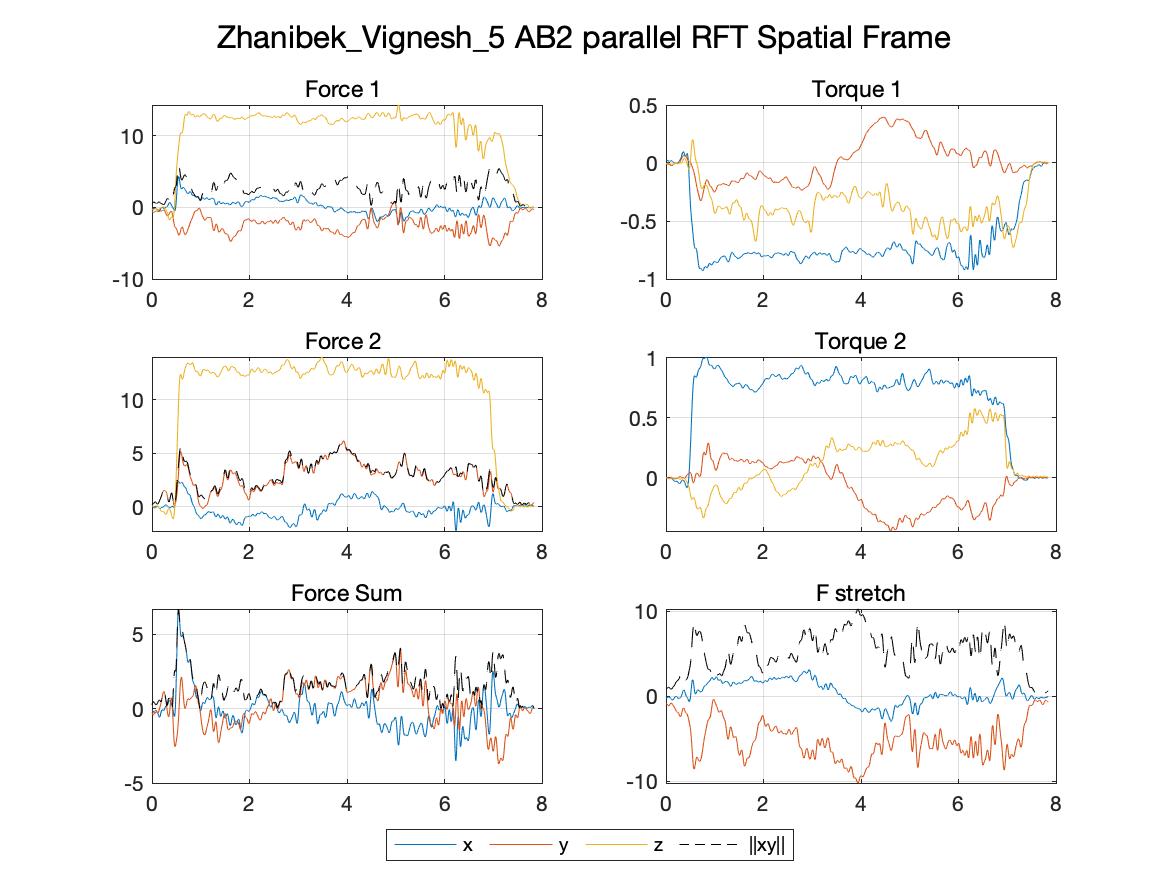 Zhanibek_Vignesh_5 AB2 parallel RFT Spatial Frame
Force 1
10
0
-10
0 2 4 6 8
Torque 1
0.5
0
-0.5
-1
0 2 4 6 8
Force 2
10
5
0
0 2 4 6 8
Torque 2
1
0.5
0
0 2 4 6 8
Force Sum
5
0
-5
0 2 4 6 8
F stretch
10
0
-10
0 2 4 6 8
x y z ||xy||